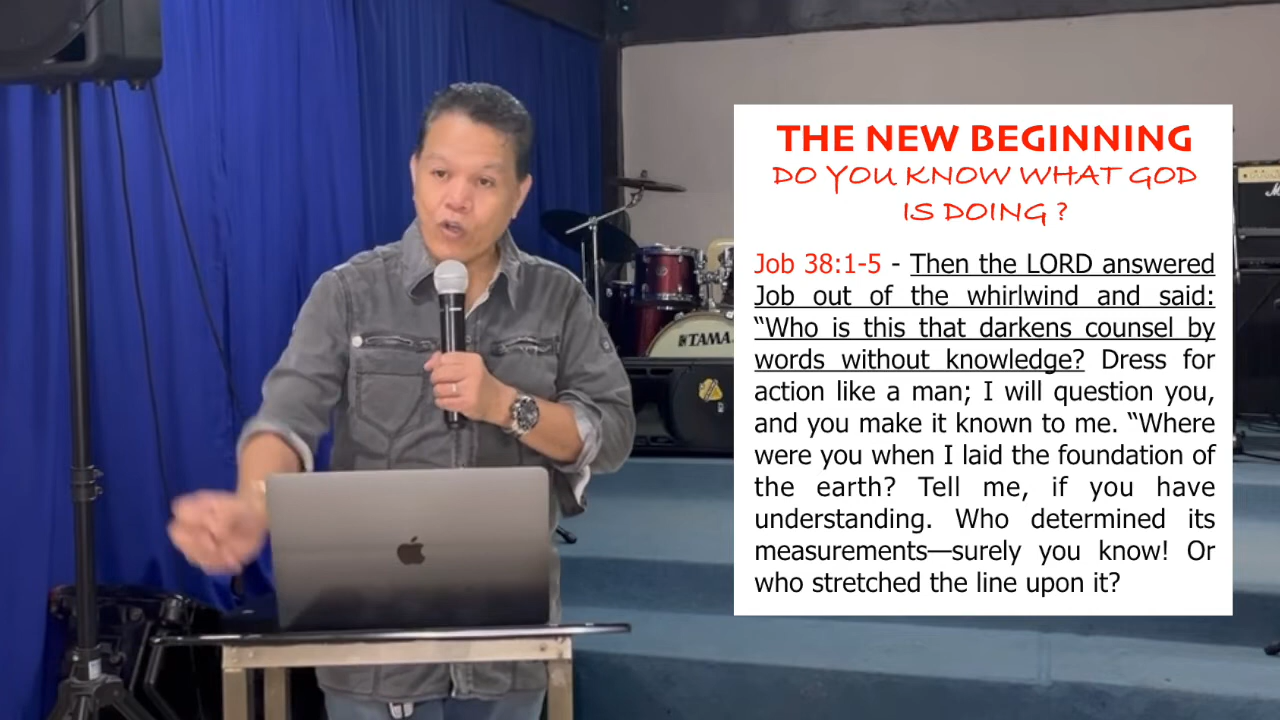 THE NEW BEGINNING
DO YOU KNOW WHAT GOD
IS DOING ?
Job 38:1-5 - Then the LORD answered
Job out of the whirlwind and said:
“Who is this that darkens counsel by
words without knowledge? Dress for
action like a man; I will question you,
and you make it known to me. “Where
were you when I laid the foundation of
the earth? Tell me, if you have
understanding. Who determined its
measurements—surely you know! Or
who stretched the line upon it?
TAMA